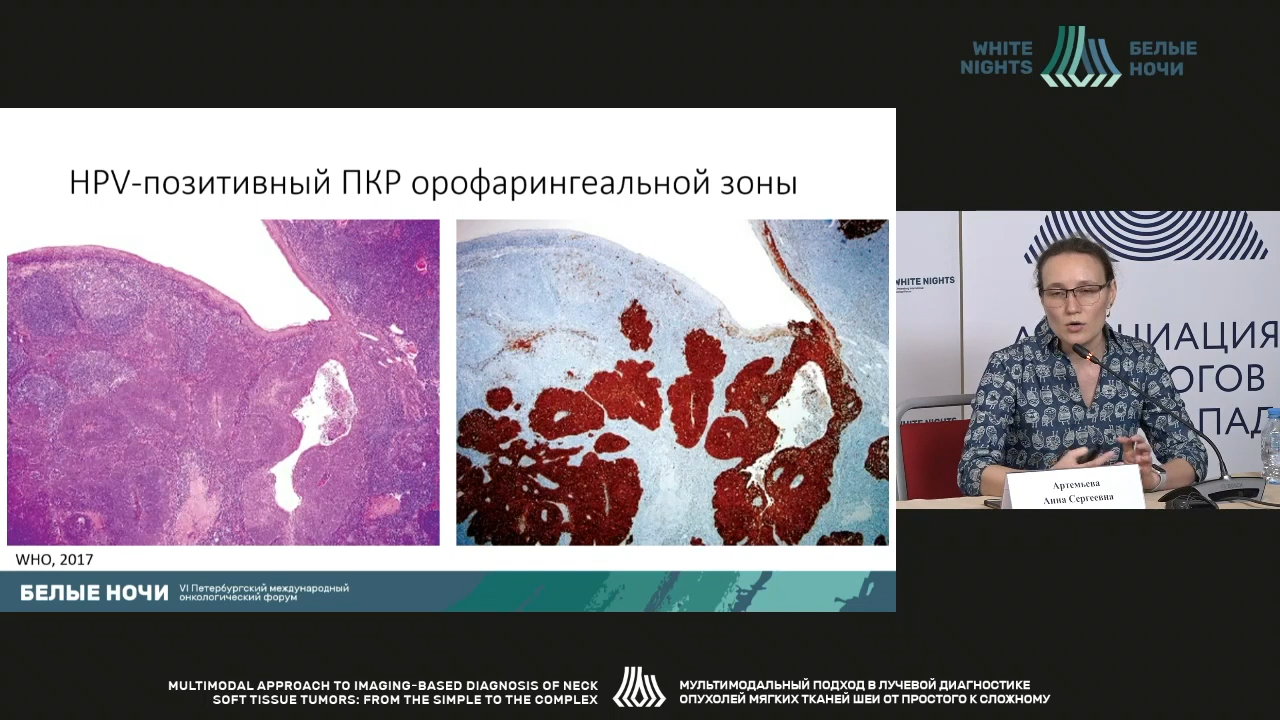 WHITE
NIGHTS
БЕЛЫЕ
НОЧИ
HPV-позитивный ПКР орофарингеальной зоны
WHO, 2017
БЕЛЫЕ НОЧИ
VI Петербургский международный
онкологический форум
WHITE NIGHTS
АССОЦИАЦИЯ
ОГОВ
ПАД
Артемьева
Анна Сергеевна
MULTIMODAL APPROACH TO IMAGING-BASED DIAGNOSIS OF NECK
SOFT TISSUE TUMORS: FROM THE SIMPLE TO THE COMPLEX
МУЛЬТИМОДАЛЬНЫЙ ПОДХОД В ЛУЧЕВОЙ ДИАГНОСТИКЕ
ОПУХОЛЕЙ МЯГКИХ ТКАНЕЙ ШЕИ ОТ ПРОСТОГО К СЛОЖНОМУ